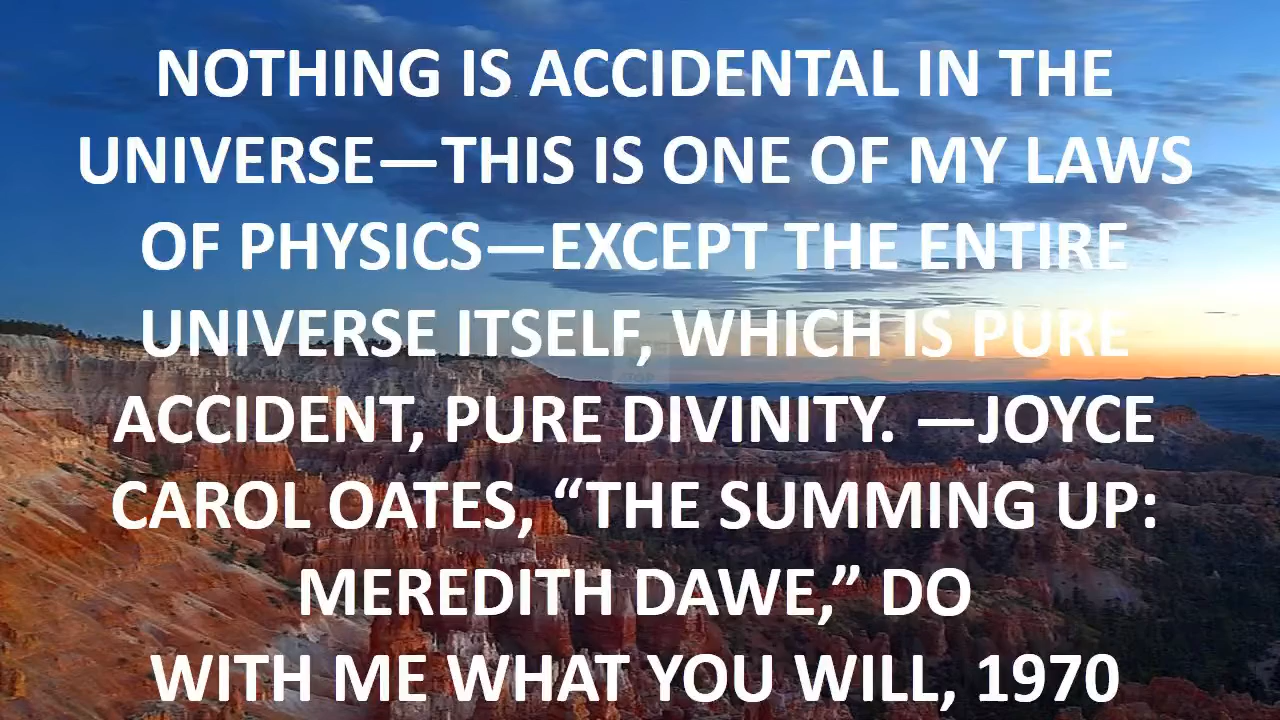 NOTHING IS ACCIDENTAL IN THE
UNIVERSE—THIS IS ONE OF MY LAWS
OF PHYSICS—EXCEPT THE ENTIRE
UNIVERSE ITSELF, WHICH IS PURE
ACCIDENT, PURE DIVINITY. —JOYCE
CAROL OATES, “THE SUMMING UP:
MEREDITH DAWE,” DO
WITH ME WHAT YOU WILL, 1970